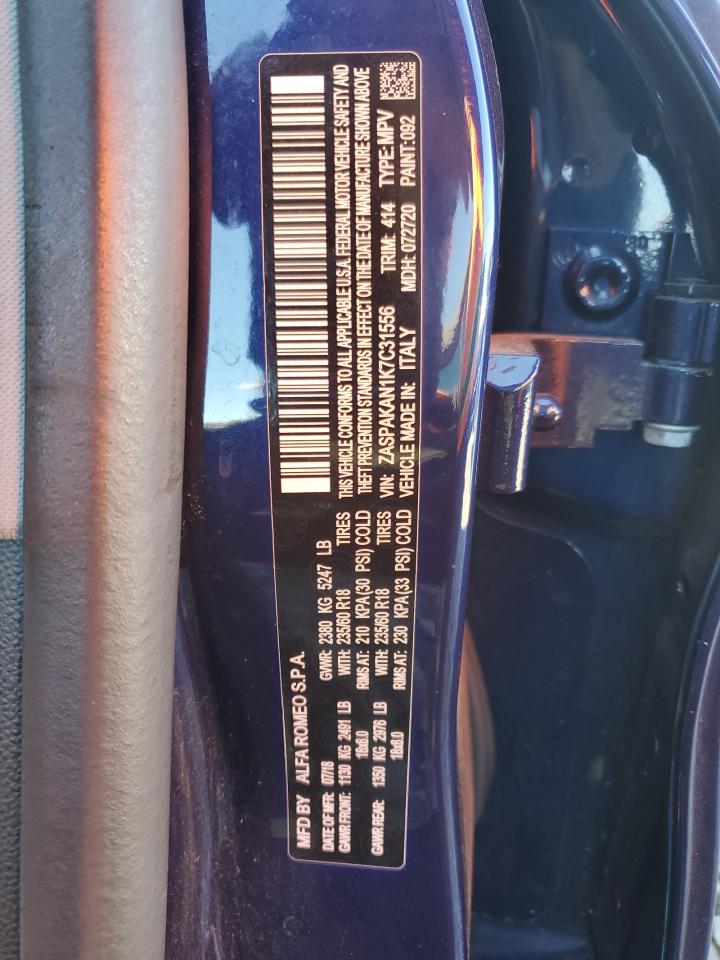 MFD BY ALFA ROMEO S.P.A.
DATE OF MFR: 07/18 GVWR: 2380 KG 5247 LB
GAWR FRONT: 1130 KG 2491 LB WITH: 235/60 R18 TIRES
18x8.0 RIMS AT: 210 KPA(30 PSI) COLD
GAWR REAR: 1350 KG 2976 LB WITH: 235/60 R18 TIRES
18x8.0 RIMS AT: 230 KPA(33 PSI) COLD
THIS VEHICLE CONFORMS TO ALL APPLICABLE U.S.A. FEDERAL MOTOR VEHICLE SAFETY AND
THEFT PREVENTION STANDARDS IN EFFECT ON THE DATE OF MANUFACTURE SHOWN ABOVE
VIN: ZASPAKAN1K7C31556 TRIM: 414 TYPE: MPV
VEHICLE MADE IN: ITALY MDH: 072720 PAINT: 092